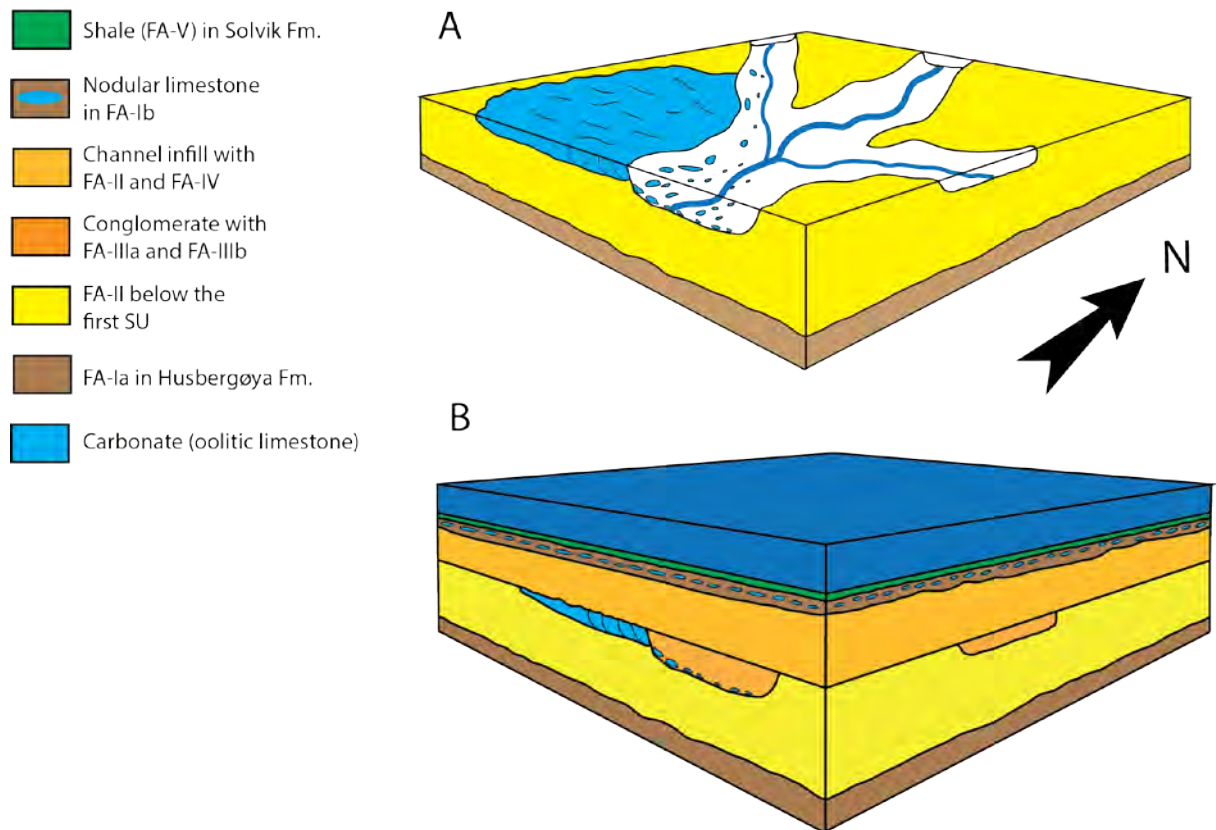 Shale (FA-V) in Solvik Fm.
Nodular limestone
in FA-Ib
Channel infill with
FA-II and FA-IV
Conglomerate with
FA-IIIa and FA-IIIb
FA-II below the
first SU
FA-Ia in Husbergøya Fm.
Carbonate (oolitic limestone)
A
N
B